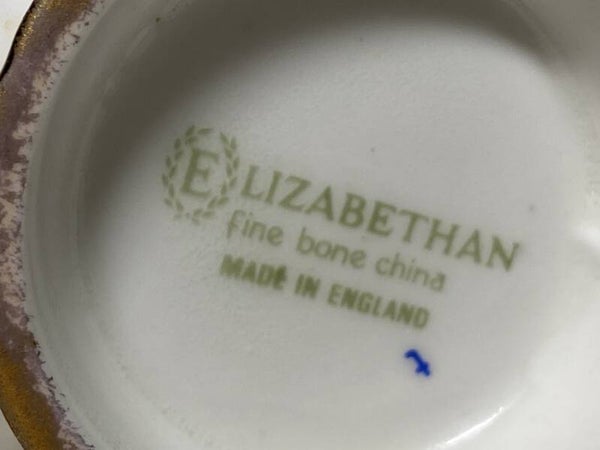 ELIZABETHAN
fine bone china
MADE IN ENGLAND